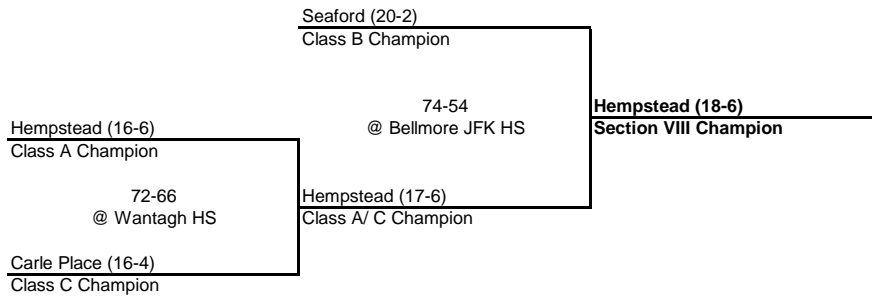 Seaford (20-2)
Class B Champion
74-54
@ Bellmore JFK HS
Hempstead (18-6)
Section VIII Champion
Hempstead (16-6)
Class A Champion
72-66
@ Wantagh HS
Hempstead (17-6)
Class A/ C Champion
Carle Place (16-4)
Class C Champion